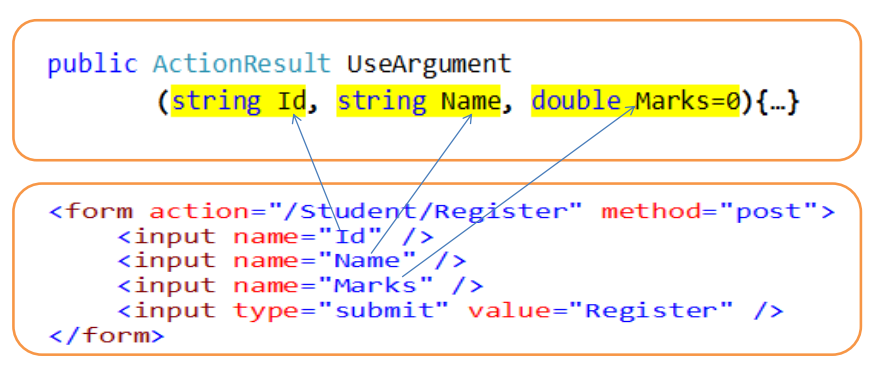 public ActionResult UseArgument
(string Id, string Name, double Marks=0){…}
<form action="/Student/Register" method="post">
<input name="Id" />
<input name="Name" />
<input name="Marks" />
<input type="submit" value="Register" />
</form>